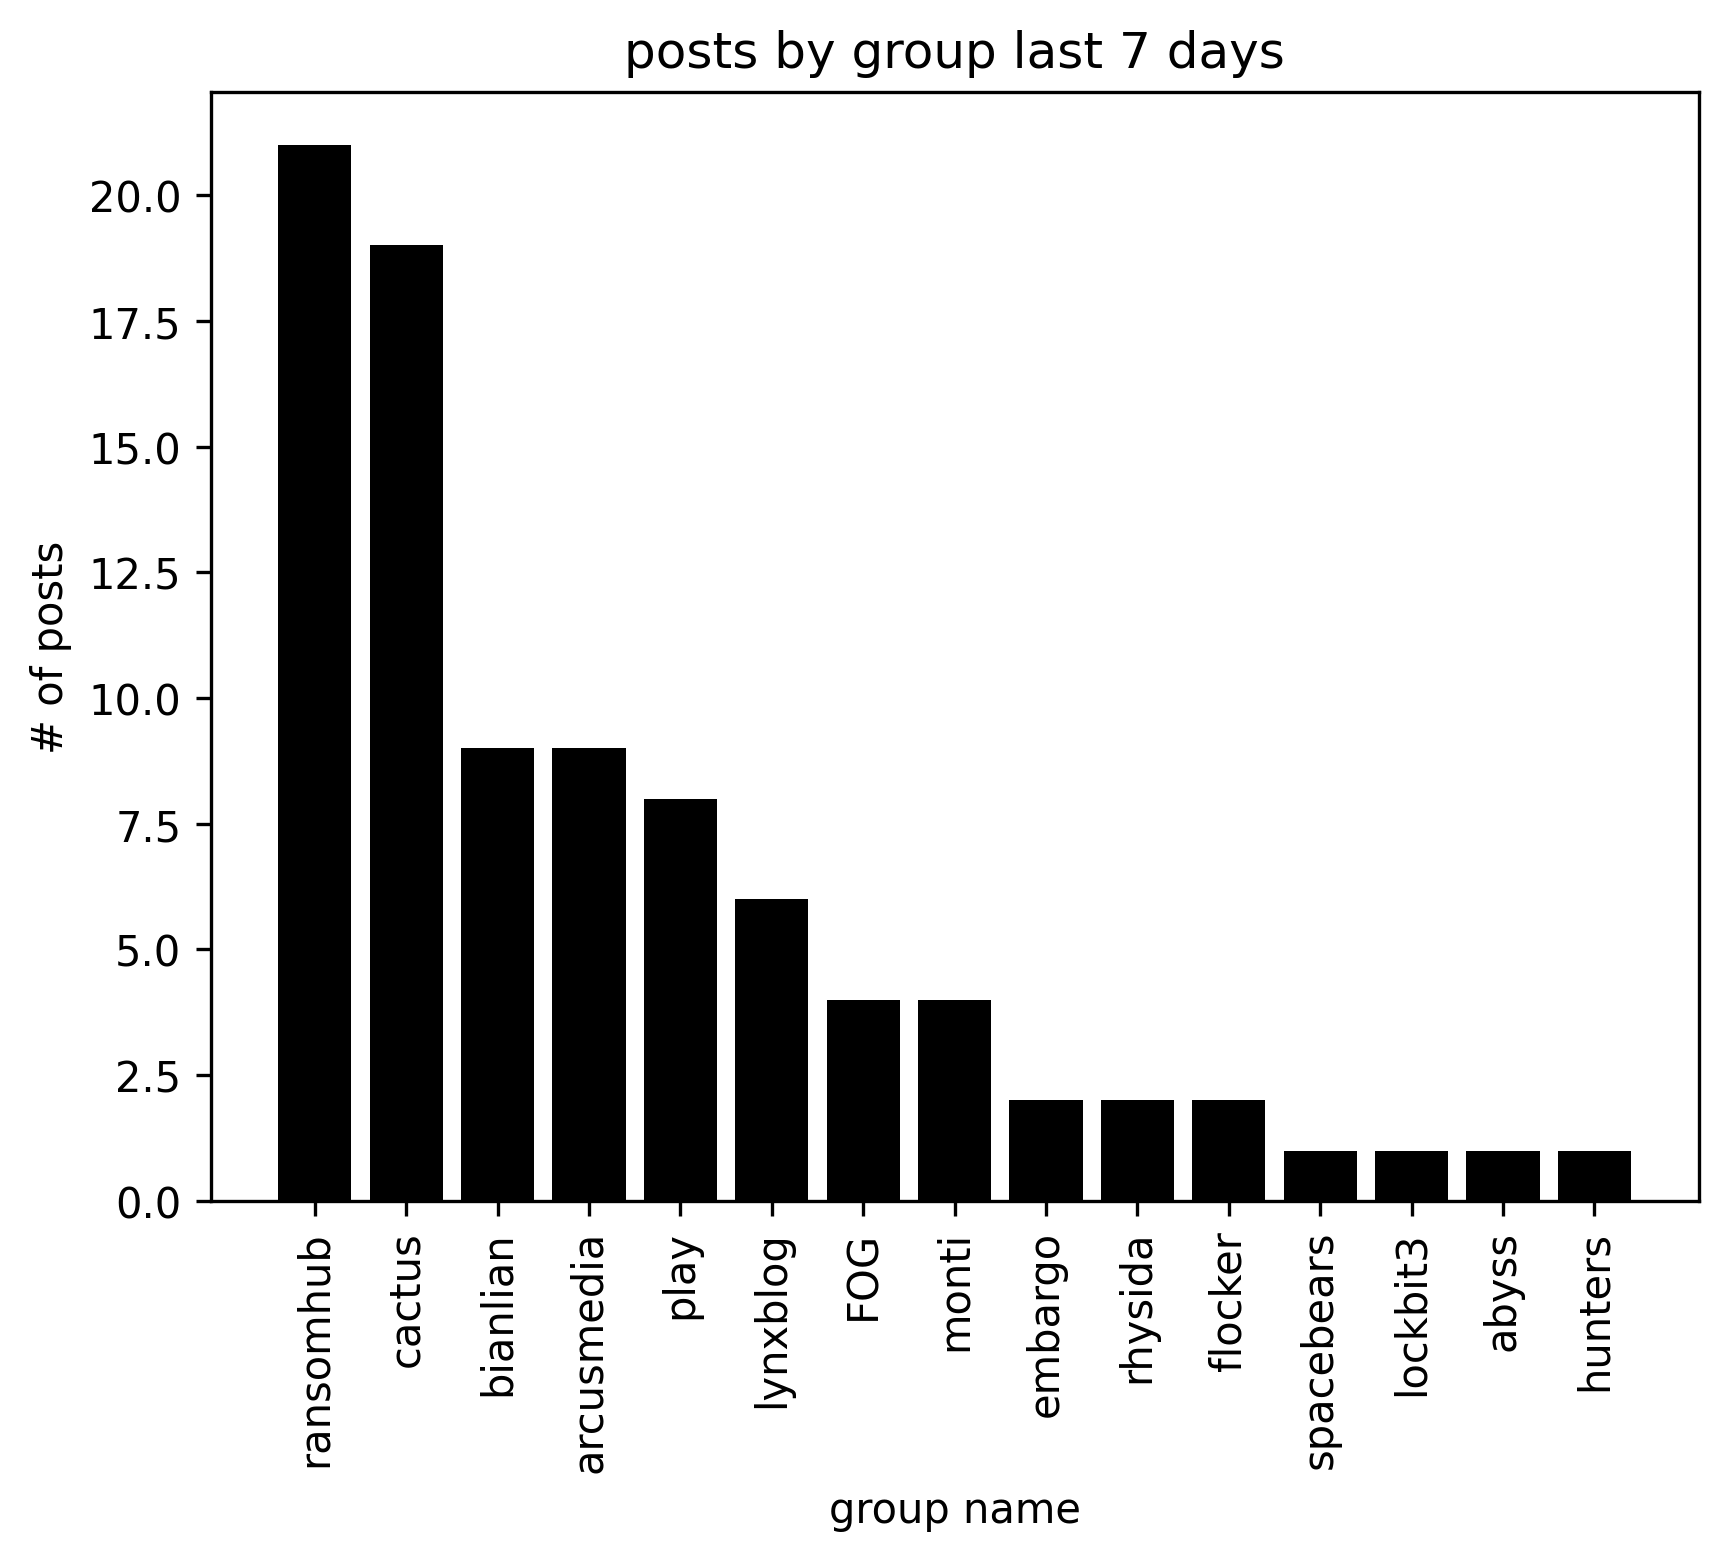 posts by group last 7 days
# of posts
20.0
17.5
15.0
12.5
10.0
7.5
5.0
2.5
0.0
ransomhub
cactus
bianlian
arcusmedia
play
lynxblog
FOG
monti
embargo
rhysida
flocker
spacebears
lockbit3
abyss
hunters
group name